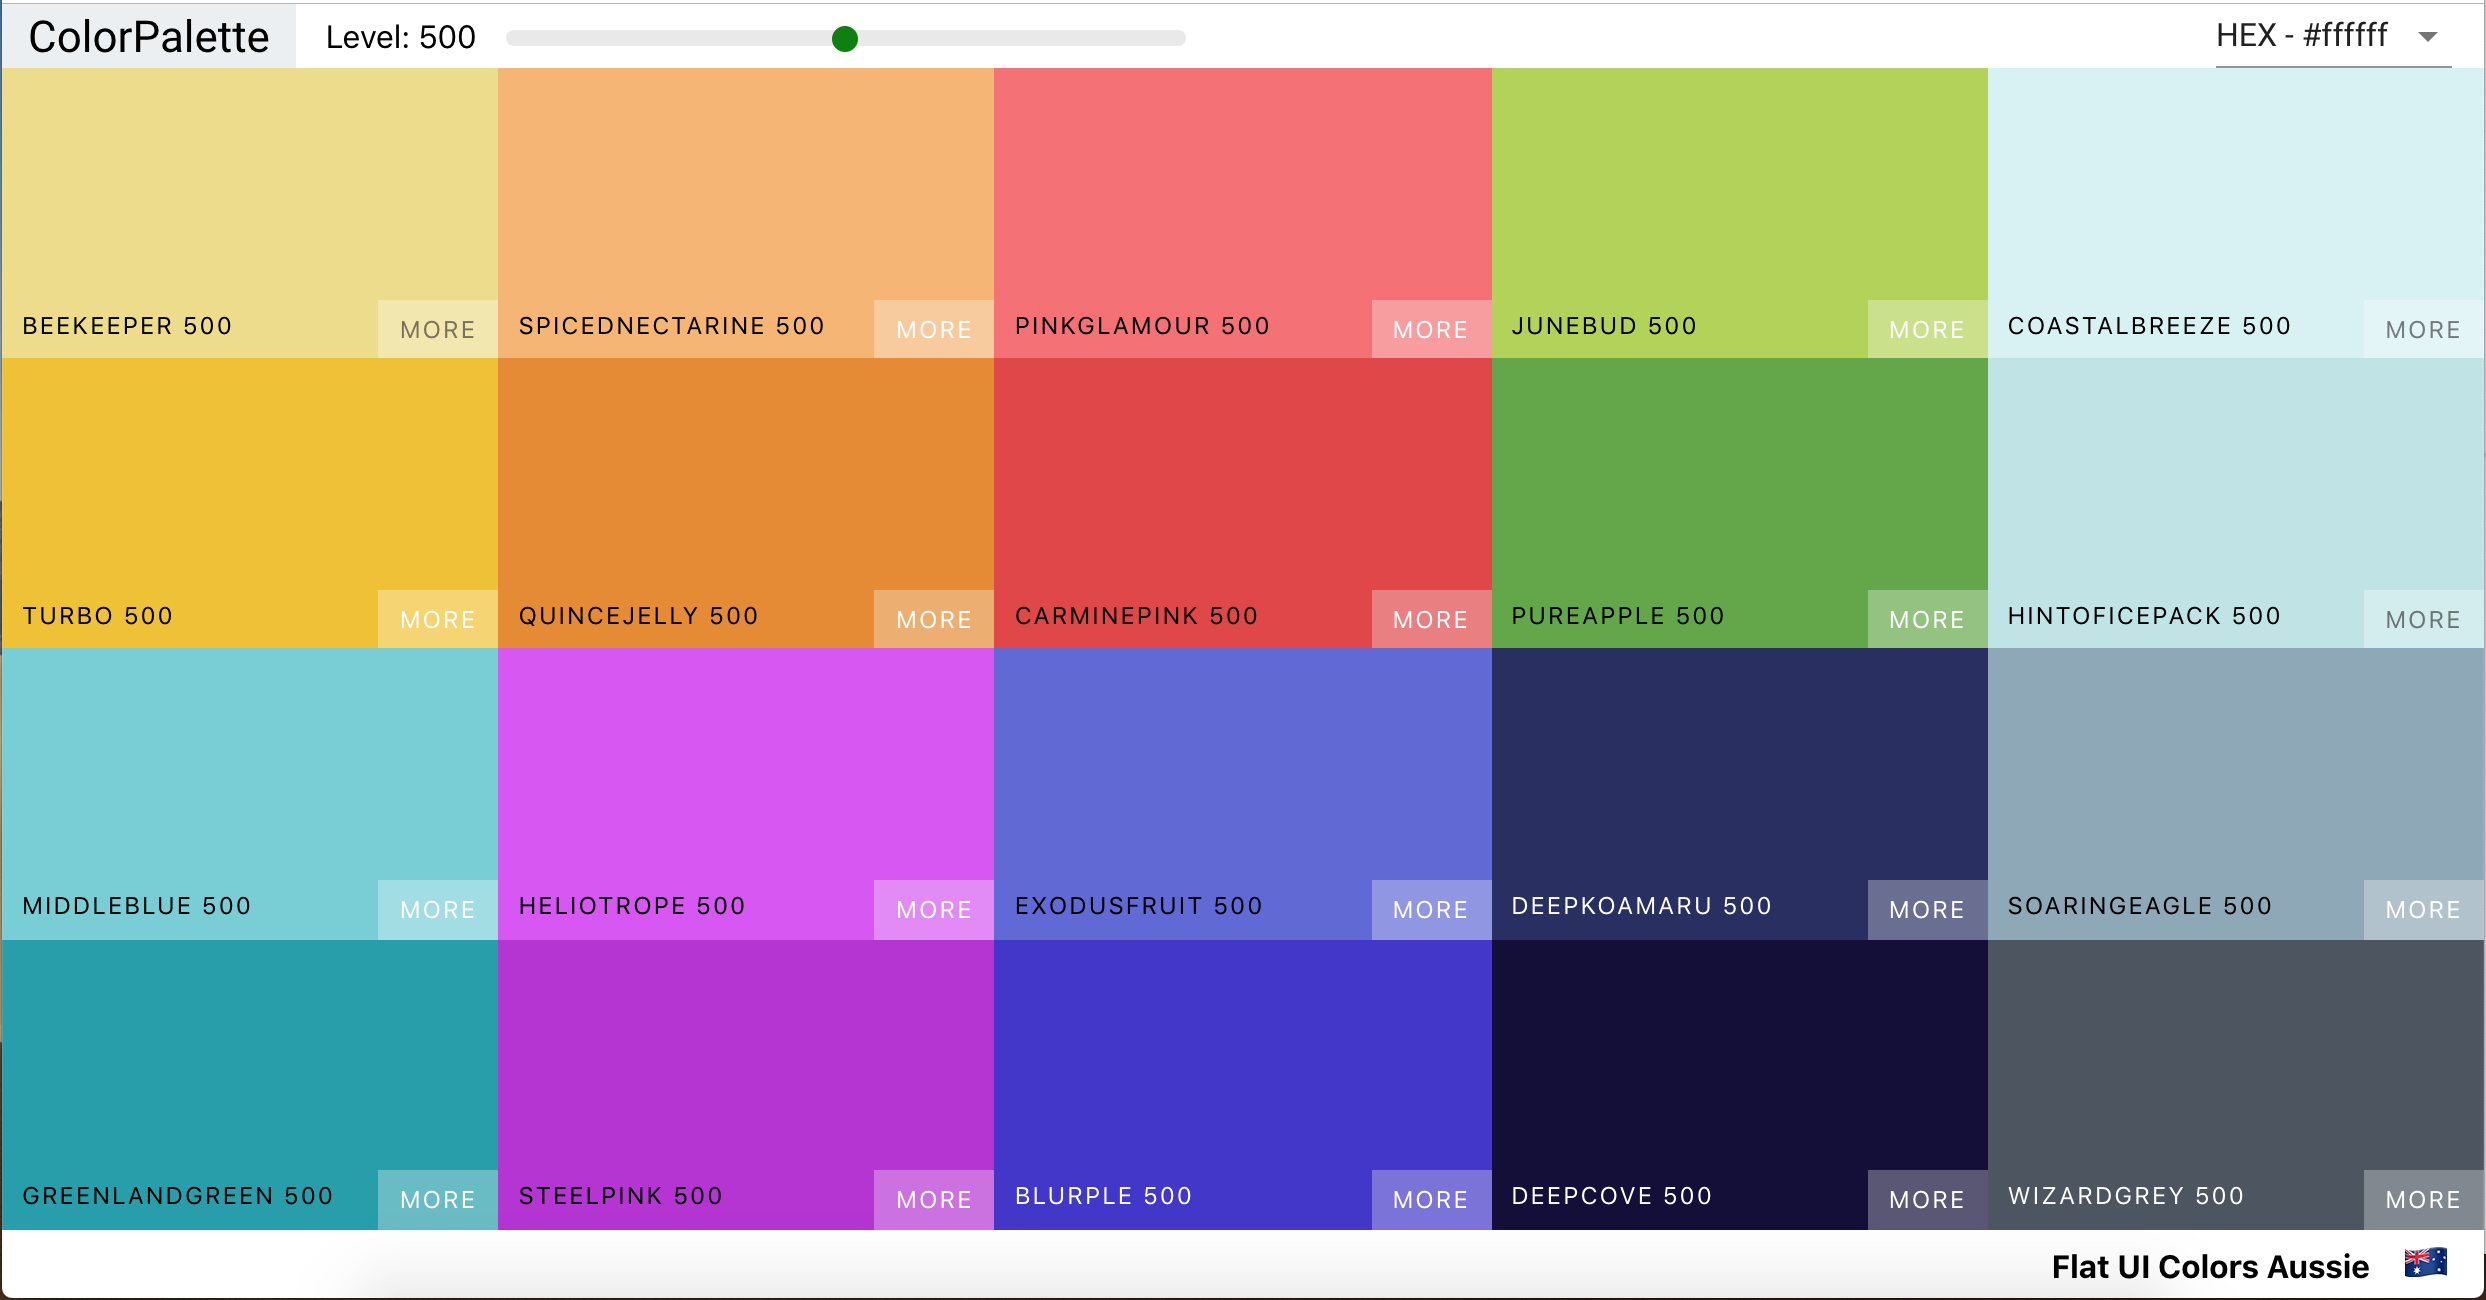 ColorPalette Level: 500 HEX - #ffffff
BEEKEEPER 500 MORE SPICEDNECTARINE 500 MORE PINKGLAMOUR 500 MORE JUNEBUD 500 MORE COASTALBREEZE 500 MORE
TURBO 500 MORE QUINCEJELLY 500 MORE CARMINEPINK 500 MORE PUREAPPLE 500 MORE HINTOFICEPACK 500 MORE
MIDDLEBLUE 500 MORE HELIOTROPE 500 MORE EXODUSFRUIT 500 MORE DEEPKOAMARU 500 MORE SOARINGEAGLE 500 MORE
GREENLANDGREEN 500 MORE STEELPINK 500 MORE BLURPLE 500 MORE DEEPCOVE 500 MORE WIZARDGREY 500 MORE
Flat UI Colors Aussie 🇦🇺